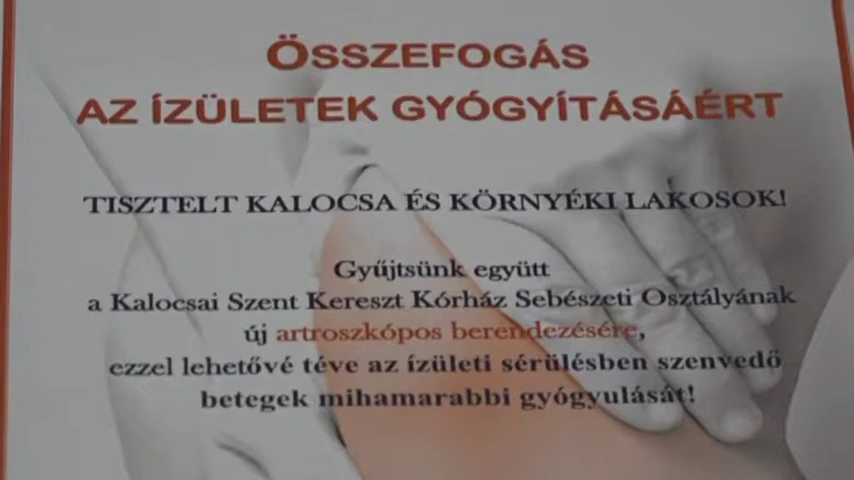 ÖSSZEFOGÁS
AZ ÍZÜLETEK GYÓGYÍTÁSÁÉRT
TISZTELT KALOCSA ÉS KÖRNYÉKI LAKOSOK!
Gyűjtsünk együtt
a Kalocsai Szent Kereszt Kórház Sebészeti Osztályának
új artroszkópos berendezésére,
ezzel lehetővé téve az ízületi sérülésben szenvedő
betegek mihamarabbi gyógyulását!